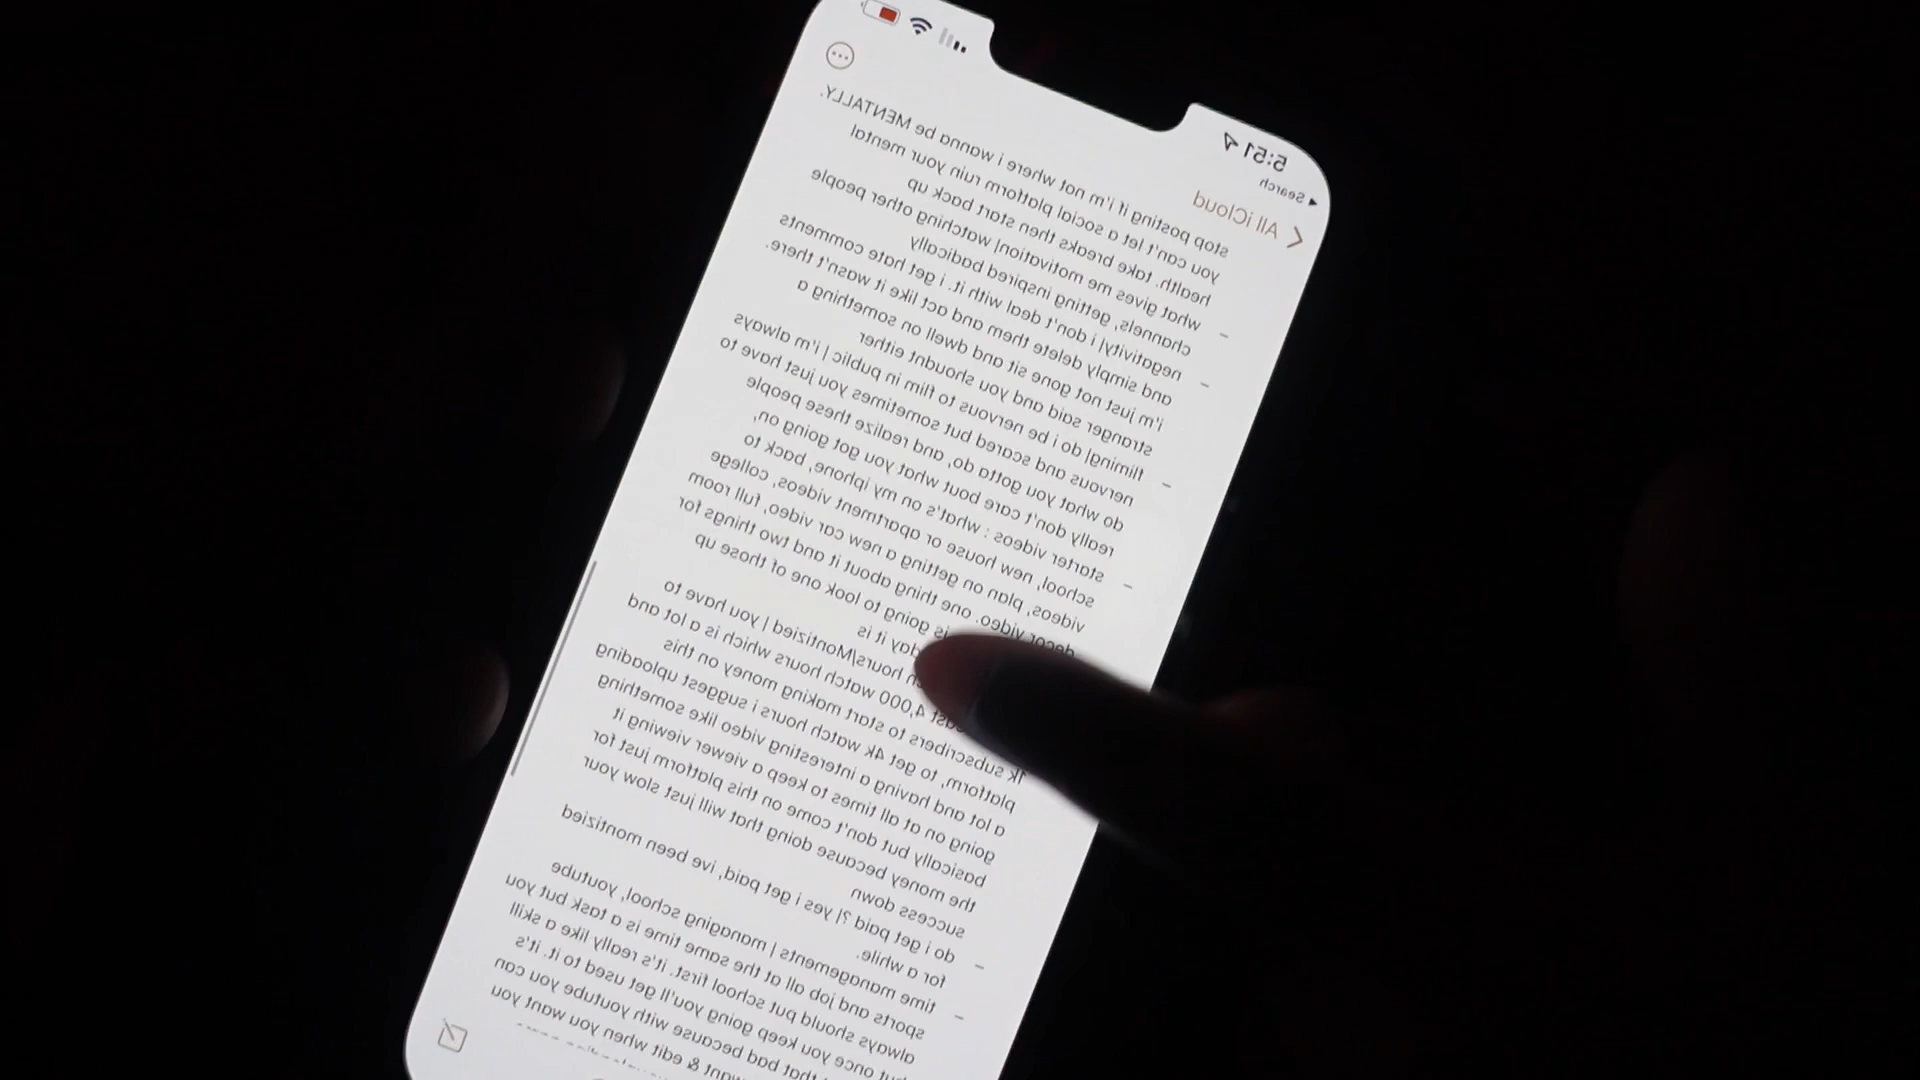 5:51
Search
All iCloud
stop posting if i'm not where i wanna be MENTALLY.
you can't let a social platform ruin your mental
health. take breaks then start back up
- what gives me motivation| watching other people
channels, getting inspired badically
- negativity| i don't deal with it. i get hate comments
and simply delete them and act like it wasn't there.
i'm just not gone sit and dwell on something a
stranger said and you shoudnt either
- fliming| do i be nervous to film in public | i'm always
nervous and scared but sometimes you just have to
do what you gotta do, and realize these people
really don't care bout what you got going on,
- starter videos : what's on my iphone, back to
school, new house or apartment videos, college
videos, plan on getting a new car video, full room
decor video. one thing about it and two things for
is going to look one of those up
day it is
hours/Montizied | you have to
4,000 watch hours which is a lot and
1k subscribers to start making money on this
platform, to get 4k watch hours i suggest uploading
a lot and having a interesting video like something
going on at all times to keep a viewer viewing it
basically but don't come on this platform just for
the money because doing that will just slow your
success down
- do i get paid ?| yes i get paid, ive been montizied
for a while.
- time managements | managing school, youtube
sports and job all at the same time is a task but you
always should put school first. it's really like a skill
but once you keep going you'll get used to it. it's
that bad because with youtube you can
want & edit when you want you